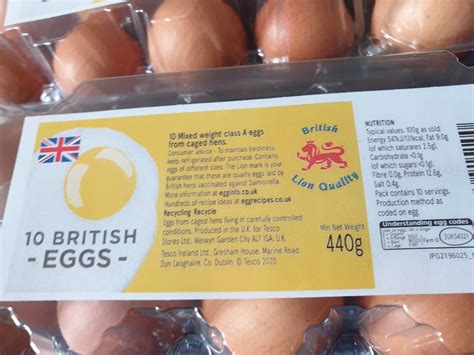 10 BRITISH
- EGGS -
10 Mixed weight class A eggs
from caged hens.
Consumer advice - To maintain freshness
keep refrigerated after purchase. Contains
eggs of different sizes. The Lion mark is your
guarantee that these are quality eggs laid by
British hens vaccinated against Salmonella.
More information at egginfo.co.uk and
hundreds of recipe ideas at eggrecipes.co.uk
Recycling Recycle
Eggs from caged hens living in carefully controlled
conditions. Produced in the U.K. for Tesco
Stores Ltd., Welwyn Garden City AL7 1GA, U.K.
Tesco Ireland Ltd., Gresham House, Marine Road,
Dun Laoghaire, Co. Dublin. © Tesco 2020.
British
Lion Quality
Min Net Weight
440g
NUTRITION
Typical values: 100g as sold:
Energy 547kJ/131kcal, Fat 9.0g
(of which saturates 2.5g),
Carbohydrate <0.1g
(of which sugars <0.1g),
Fibre 0.0g, Protein 12.6g,
Salt 0.4g.
Pack contains 10 servings.
Production method as
coded on egg.
Understanding egg codes
3UK54321